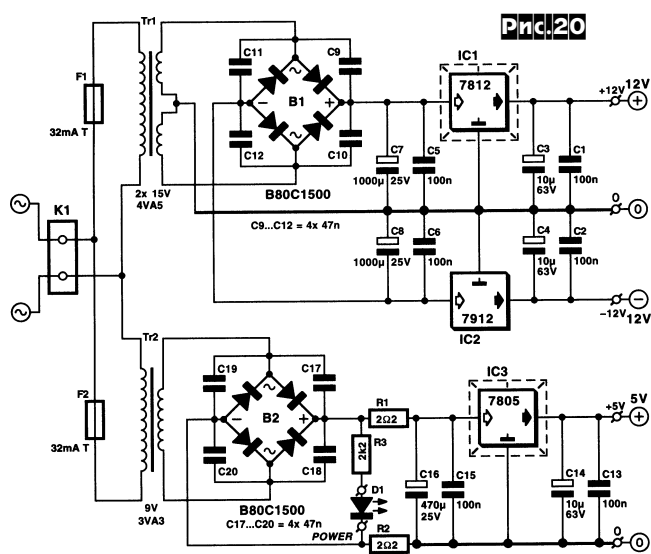 Tr1
Рис.20
F1
32mA T
K1
2x 15V
4VA5
C11
C9
B1
−
+
C12
C10
B80C1500
C9...C12 = 4x 47n
IC1
7812
+12V
12V
C7
1000µ
25V
C5
100n
C3
10µ
63V
C1
100n
0
0
C8
1000µ
25V
C6
100n
C4
10µ
63V
C2
100n
7912
IC2
−12V
12V
Tr2
F2
32mA T
9V
3VA3
C19
C17
B2
−
+
C20
C18
B80C1500
C17...C20 = 4x 47n
R1
2Ω2
R3
2k2
D1
POWER
R2
2Ω2
C16
470µ
25V
C15
100n
IC3
7805
+5V
5V
C14
10µ
63V
C13
100n
0
0